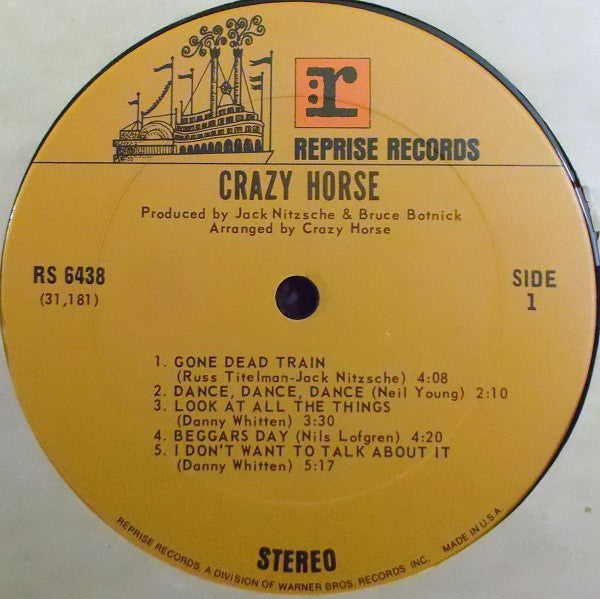 :r
REPRISE RECORDS
CRAZY HORSE
Produced by Jack Nitzsche & Bruce Botnick
Arranged by Crazy Horse
RS 6438
(31,181)
SIDE
1
1. GONE DEAD TRAIN
(Russ Titelman-Jack Nitzsche) 4:08
2. DANCE, DANCE, DANCE (Neil Young) 2:10
3. LOOK AT ALL THE THINGS
(Danny Whitten) 3:30
4. BEGGARS DAY (Nils Lofgren) 4:20
5. I DON'T WANT TO TALK ABOUT IT
(Danny Whitten) 5:17
STEREO
REPRISE RECORDS, A DIVISION OF WARNER BROS. RECORDS INC. MADE IN U.S.A